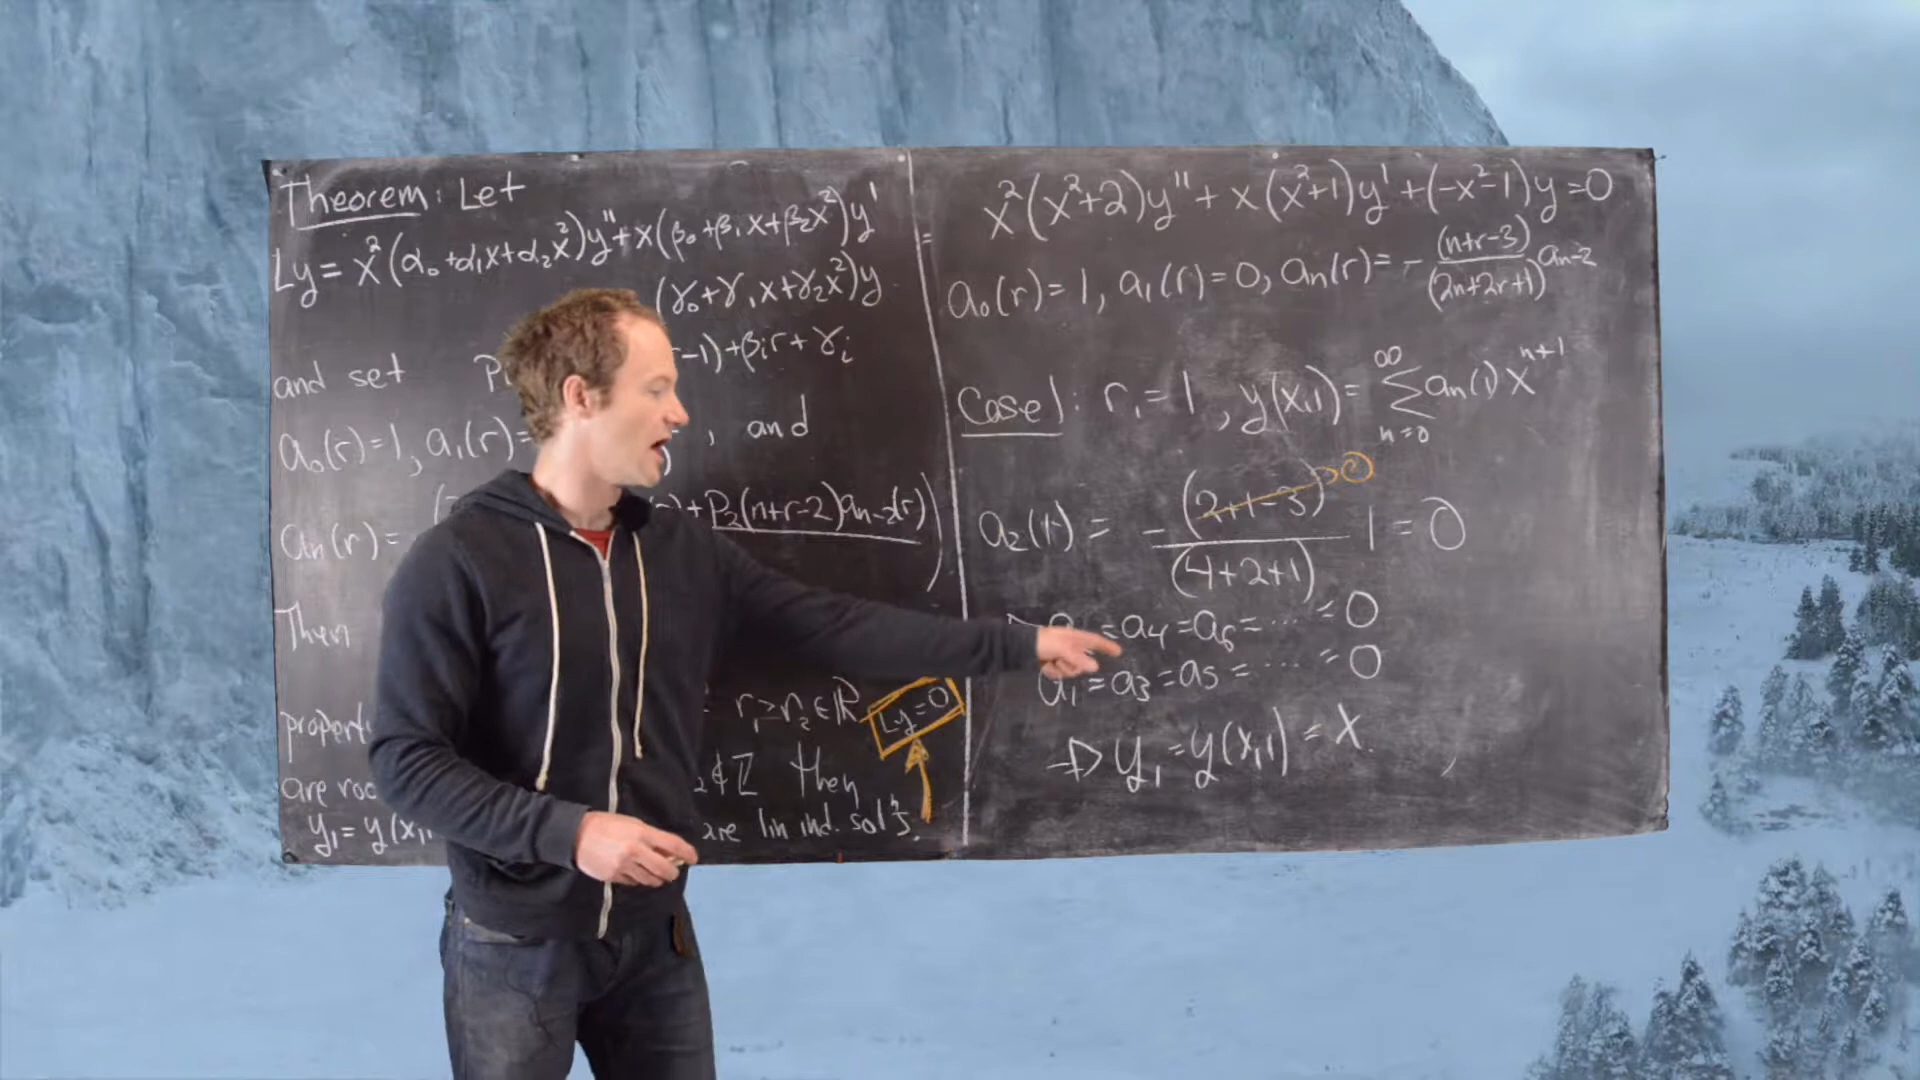 Theorem: Let
Ly = x²(α₀+α₁x+α₂x²)y''+x(β₀+β₁x+β₂x²)y'
(γ₀+γ₁x+γ₂x²)y
and set P -1)+βᵢr+γᵢ
a₀(r)=1, a₁(r)= , and
aₙ(r)= +P₂(n+r-2)aₙ₋₂(r))
Then
r₁≥r₂∈ℝ Ly=0
are ∉ℤ then
y₁=y(x, are lin ind. sol'ⁿs.
x²(x²+2)y''+x(x²+1)y'+(-x²-1)y=0
a₀(r)=1, a₁(r)=0, aₙ(r)=-(n+r-3)/(2n+2r+1) aₙ₋₂
Case 1: r₁=1, y(x,1)=∑ₙ₌₀^∞ aₙ(1)xⁿ⁺¹
a₂(1)=-(2+1-3)/(4+2+1) 1=0
0
=a₄=a₆=...=0
a₁=a₃=a₅=...=0
⇒ y₁=y(x,1)=x.